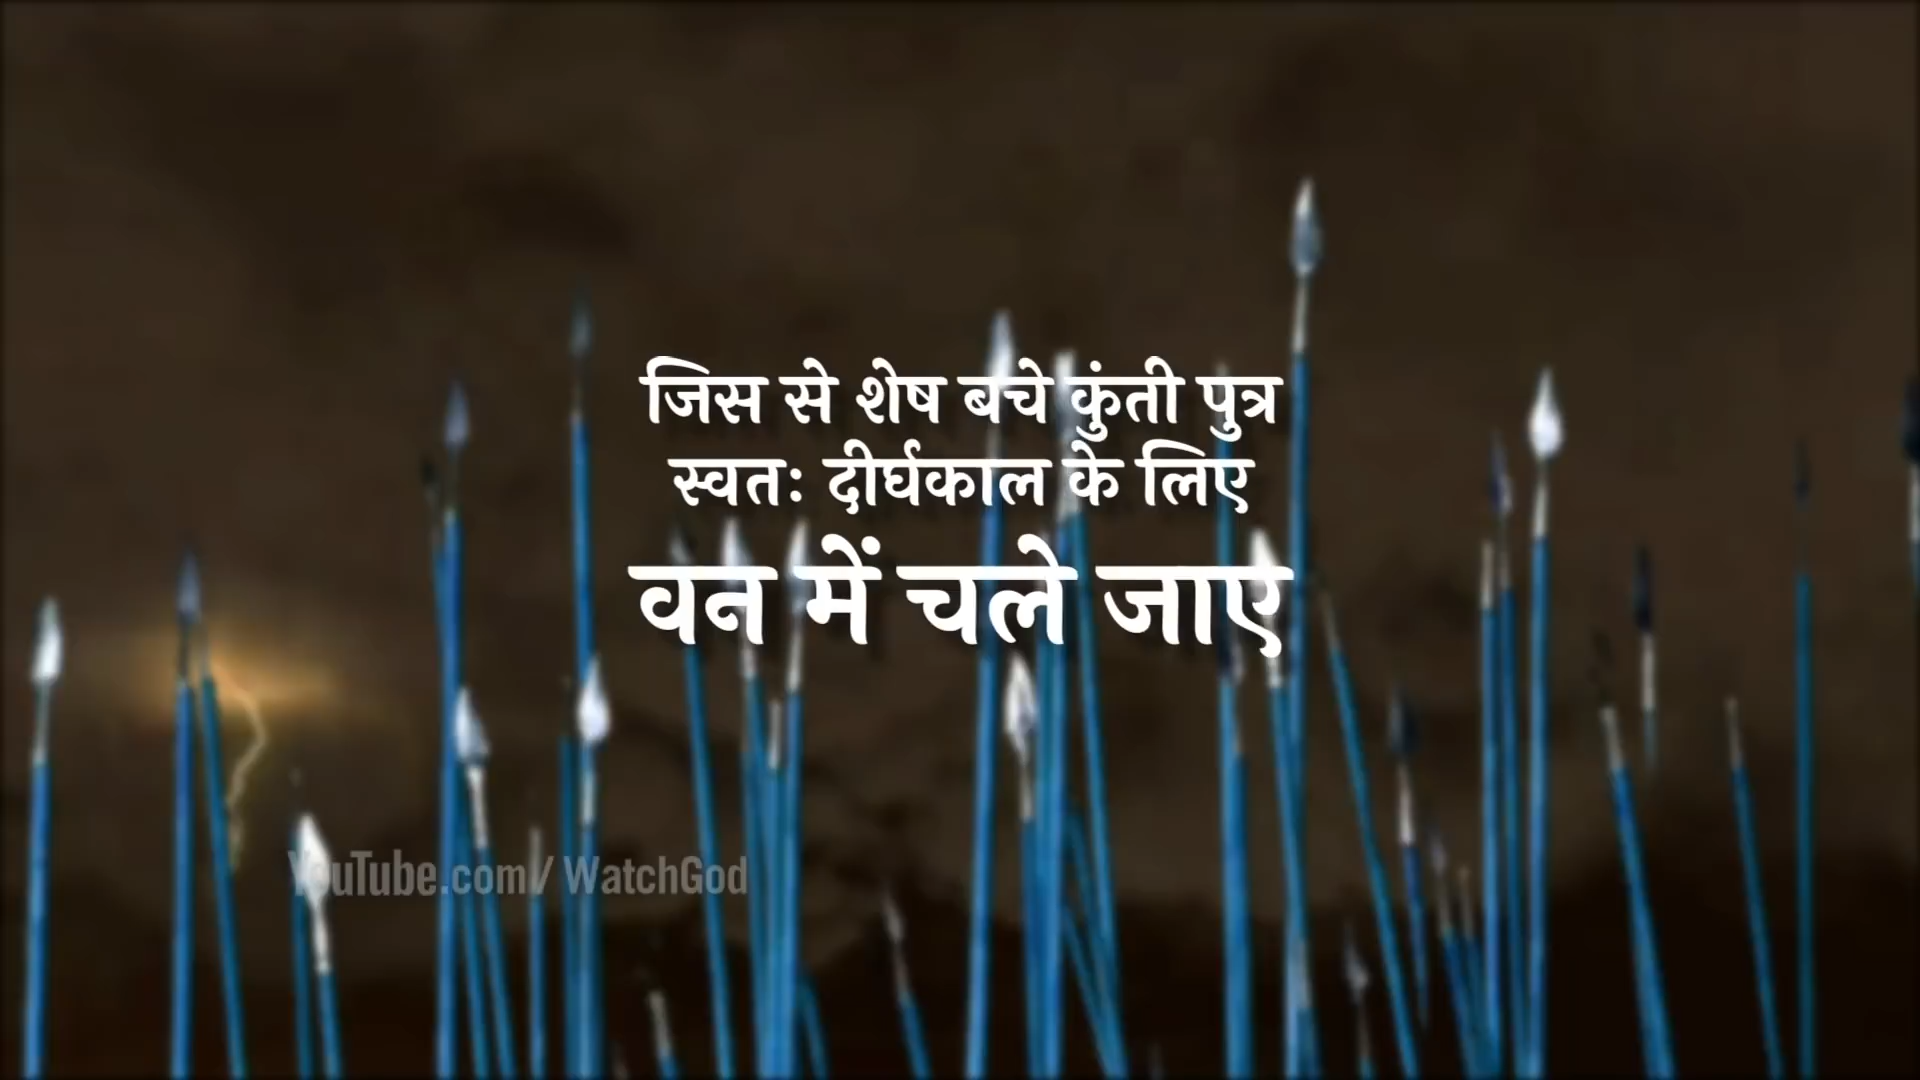 जिस से शेष बचे कुंती पुत्र
स्वतः दीर्घकाल के लिए
वन में चले जाए
YouTube.com/ WatchGod